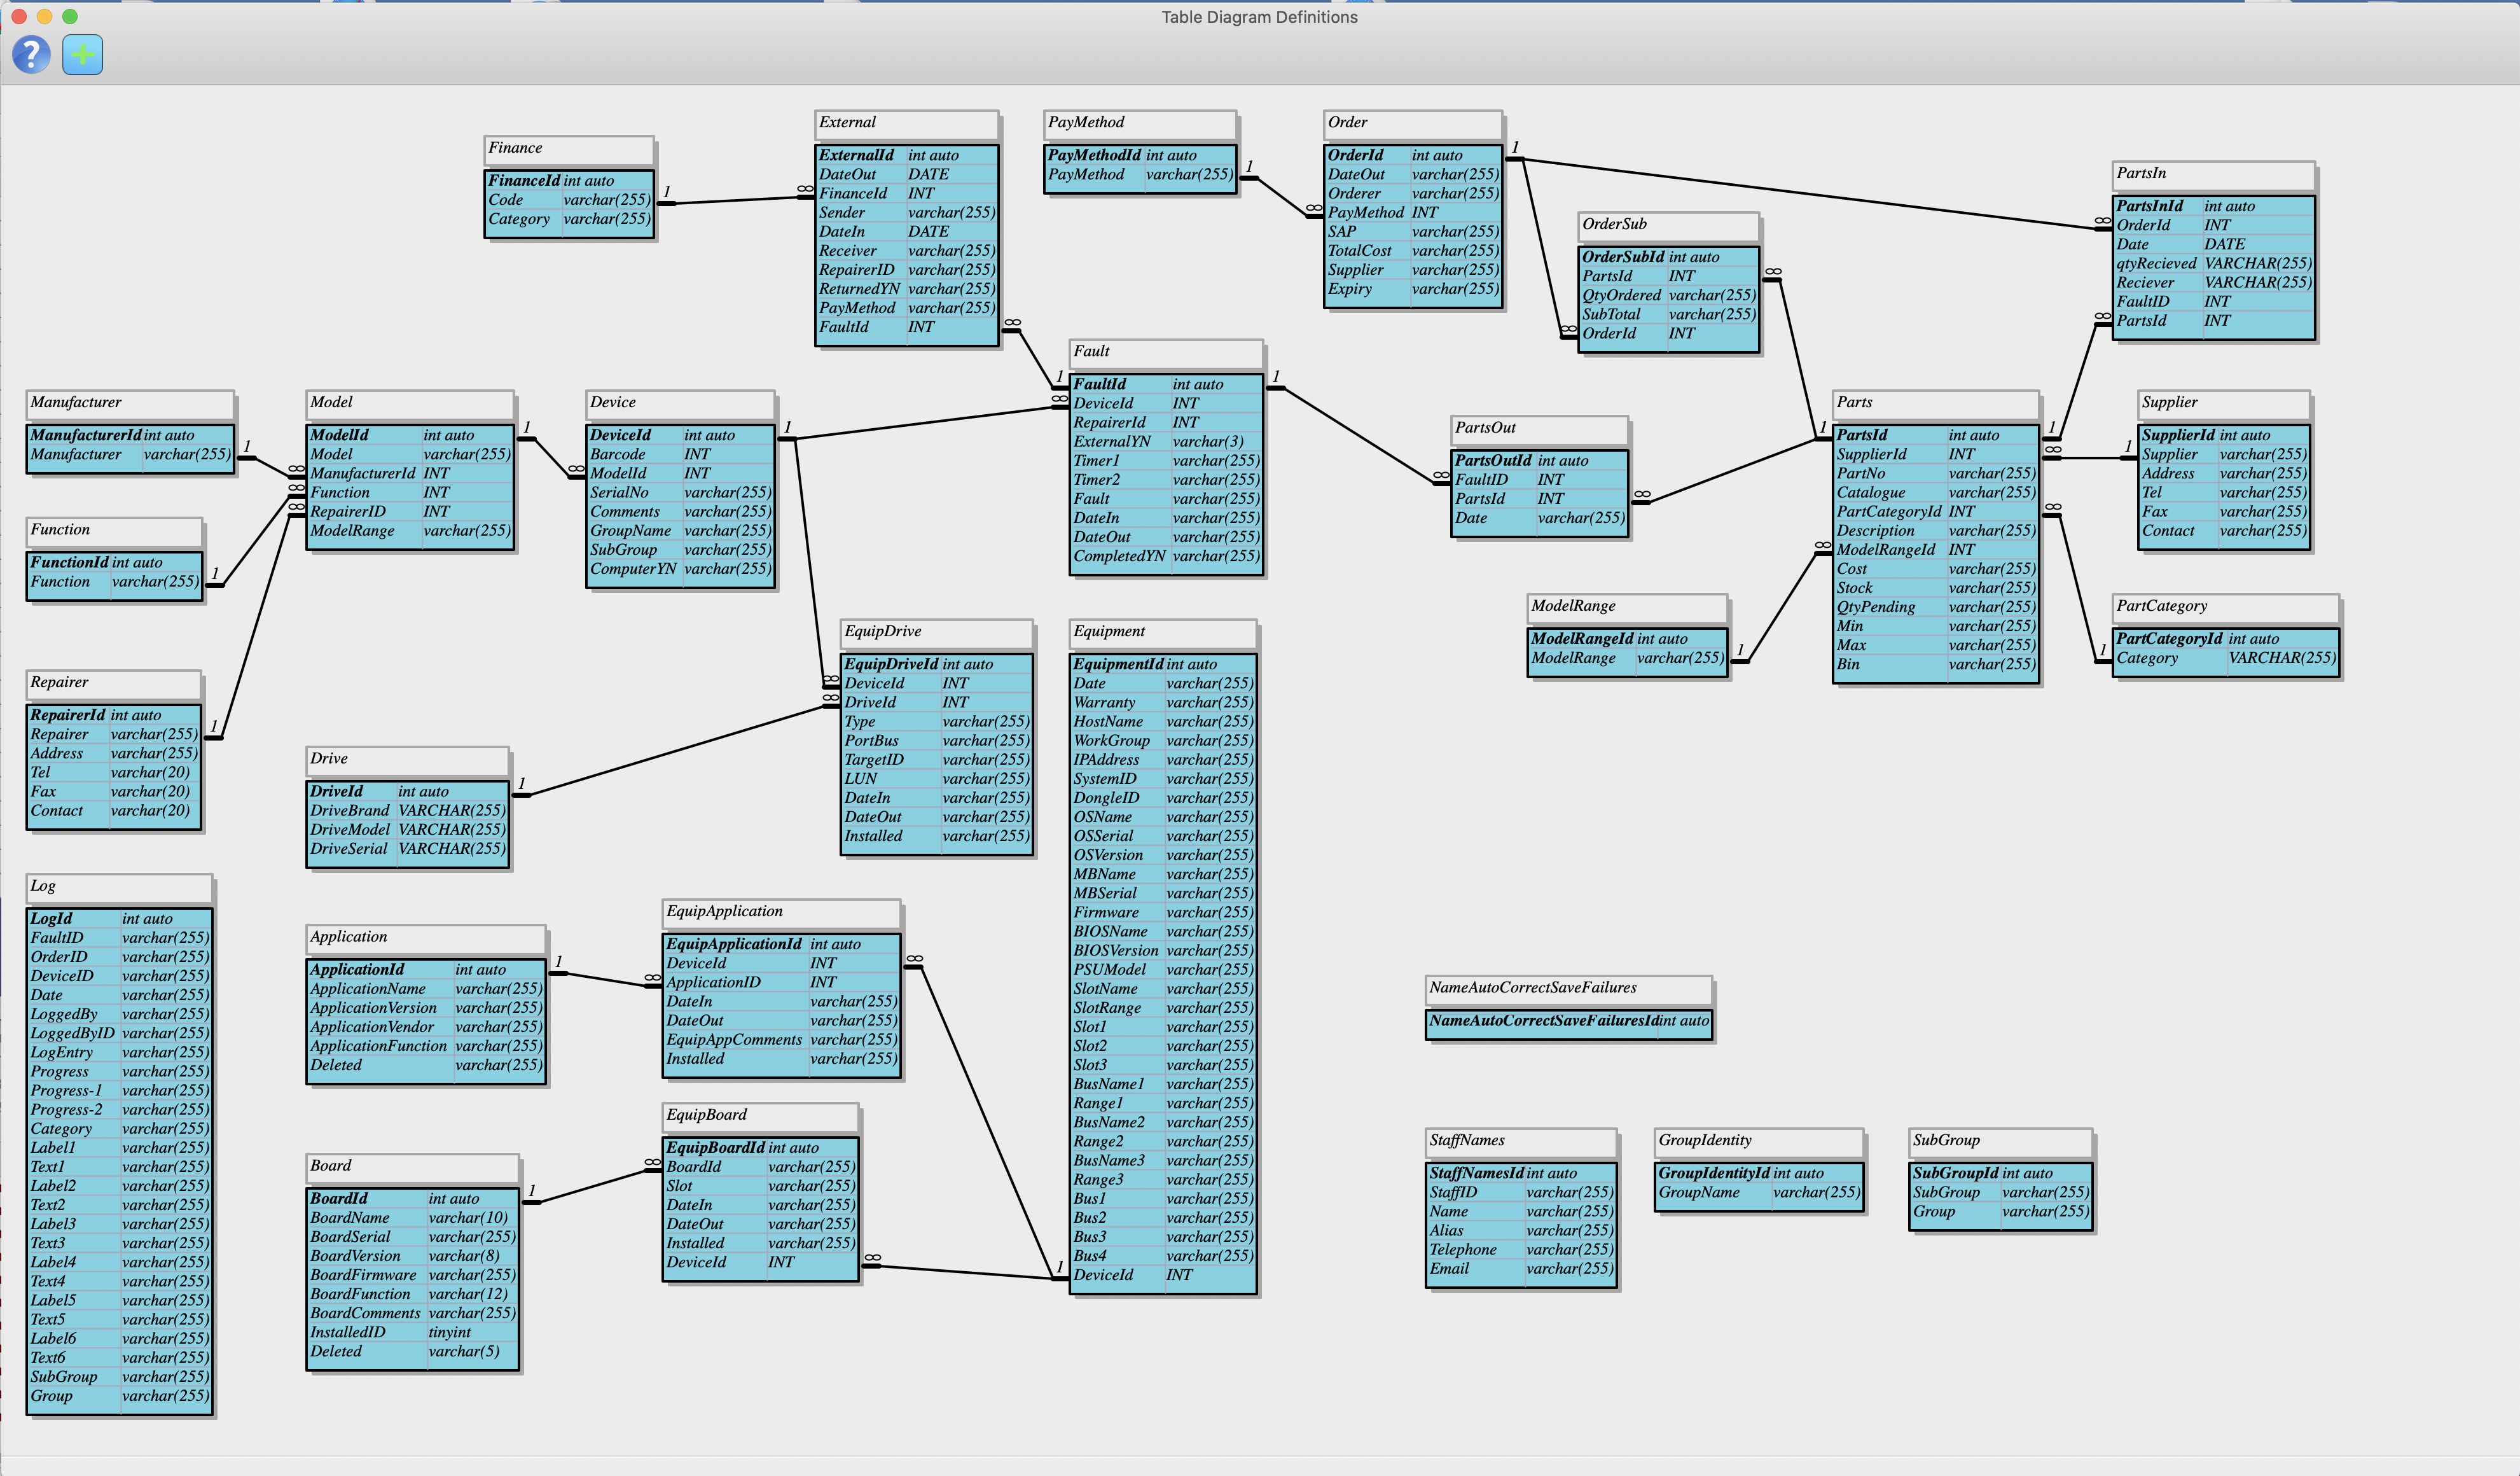 Table Diagram Definitions
?
Finance
FinanceId int auto
Code varchar(255)
Category varchar(255)
1
∞
External
ExternalId int auto
DateOut DATE
FinanceId INT
Sender varchar(255)
DateIn DATE
Receiver varchar(255)
RepairerID varchar(255)
ReturnedYN varchar(255)
PayMethod varchar(255)
FaultId INT
∞
PayMethod
PayMethodId int auto
PayMethod varchar(255)
1
∞
Order
OrderId int auto
DateOut varchar(255)
Orderer varchar(255)
PayMethod INT
SAP varchar(255)
TotalCost varchar(255)
Supplier varchar(255)
Expiry varchar(255)
1
OrderSub
OrderSubId int auto
PartsId INT
QtyOrdered varchar(255)
SubTotal varchar(255)
OrderId INT
∞
∞
PartsIn
PartsInId int auto
OrderId INT
Date DATE
qtyRecieved VARCHAR(255)
Reciever VARCHAR(255)
FaultID INT
PartsId INT
∞
∞
Manufacturer
ManufacturerId int auto
Manufacturer varchar(255)
1
Function
FunctionId int auto
Function varchar(255)
1
Repairer
RepairerId int auto
Repairer varchar(255)
Address varchar(255)
Tel varchar(20)
Fax varchar(20)
Contact varchar(20)
1
Model
ModelId int auto
Model varchar(255)
ManufacturerId INT
Function INT
RepairerID INT
ModelRange varchar(255)
∞
∞
∞
1
Device
DeviceId int auto
Barcode INT
ModelId INT
SerialNo varchar(255)
Comments varchar(255)
GroupName varchar(255)
SubGroup varchar(255)
ComputerYN varchar(255)
∞
1
Fault
FaultId int auto
DeviceId INT
RepairerId INT
ExternalYN varchar(3)
Timer1 varchar(255)
Timer2 varchar(255)
Fault varchar(255)
DateIn varchar(255)
DateOut varchar(255)
CompletedYN varchar(255)
1
∞
1
PartsOut
PartsOutId int auto
FaultID INT
PartsId INT
Date varchar(255)
∞
∞
Parts
PartsId int auto
SupplierId INT
PartNo varchar(255)
Catalogue varchar(255)
PartCategoryId INT
Description varchar(255)
ModelRangeId INT
Cost varchar(255)
Stock varchar(255)
QtyPending varchar(255)
Min varchar(255)
Max varchar(255)
Bin varchar(255)
1
∞
1
∞
∞
Supplier
SupplierId int auto
Supplier varchar(255)
Address varchar(255)
Tel varchar(255)
Fax varchar(255)
Contact varchar(255)
1
ModelRange
ModelRangeId int auto
ModelRange varchar(255)
1
PartCategory
PartCategoryId int auto
Category VARCHAR(255)
1
Drive
DriveId int auto
DriveBrand VARCHAR(255)
DriveModel VARCHAR(255)
DriveSerial VARCHAR(255)
1
EquipDrive
EquipDriveId int auto
DeviceId INT
DriveId INT
Type varchar(255)
PortBus varchar(255)
TargetID varchar(255)
LUN varchar(255)
DateIn varchar(255)
DateOut varchar(255)
Installed varchar(255)
∞
∞
Equipment
EquipmentId int auto
Date varchar(255)
Warranty varchar(255)
HostName varchar(255)
WorkGroup varchar(255)
IPAddress varchar(255)
SystemID varchar(255)
DongleID varchar(255)
OSName varchar(255)
OSSerial varchar(255)
OSVersion varchar(255)
MBName varchar(255)
MBSerial varchar(255)
Firmware varchar(255)
BIOSName varchar(255)
BIOSVersion varchar(255)
PSUModel varchar(255)
SlotName varchar(255)
SlotRange varchar(255)
Slot1 varchar(255)
Slot2 varchar(255)
Slot3 varchar(255)
BusName1 varchar(255)
Range1 varchar(255)
BusName2 varchar(255)
Range2 varchar(255)
BusName3 varchar(255)
Range3 varchar(255)
Bus1 varchar(255)
Bus2 varchar(255)
Bus3 varchar(255)
Bus4 varchar(255)
DeviceId INT
1
Log
LogId int auto
FaultID varchar(255)
OrderID varchar(255)
DeviceID varchar(255)
Date varchar(255)
LoggedBy varchar(255)
LoggedByID varchar(255)
LogEntry varchar(255)
Progress varchar(255)
Progress-1 varchar(255)
Progress-2 varchar(255)
Category varchar(255)
Label1 varchar(255)
Text1 varchar(255)
Label2 varchar(255)
Text2 varchar(255)
Label3 varchar(255)
Text3 varchar(255)
Label4 varchar(255)
Text4 varchar(255)
Label5 varchar(255)
Text5 varchar(255)
Label6 varchar(255)
Text6 varchar(255)
SubGroup varchar(255)
Group varchar(255)
Application
ApplicationId int auto
ApplicationName varchar(255)
ApplicationVersion varchar(255)
ApplicationVendor varchar(255)
ApplicationFunction varchar(255)
Deleted varchar(255)
1
EquipApplication
EquipApplicationId int auto
DeviceId INT
ApplicationID INT
DateIn varchar(255)
DateOut varchar(255)
EquipAppComments varchar(255)
Installed varchar(255)
∞
∞
Board
BoardId int auto
BoardName varchar(10)
BoardSerial varchar(255)
BoardVersion varchar(8)
BoardFirmware varchar(255)
BoardFunction varchar(12)
BoardComments varchar(255)
InstalledID tinyint
Deleted varchar(5)
1
EquipBoard
EquipBoardId int auto
BoardId varchar(255)
Slot varchar(255)
DateIn varchar(255)
DateOut varchar(255)
Installed varchar(255)
DeviceId INT
∞
∞
NameAutoCorrectSaveFailures
NameAutoCorrectSaveFailuresId int auto
StaffNames
StaffNamesId int auto
StaffID varchar(255)
Name varchar(255)
Alias varchar(255)
Telephone varchar(255)
Email varchar(255)
GroupIdentity
GroupIdentityId int auto
GroupName varchar(255)
SubGroup
SubGroupId int auto
SubGroup varchar(255)
Group varchar(255)